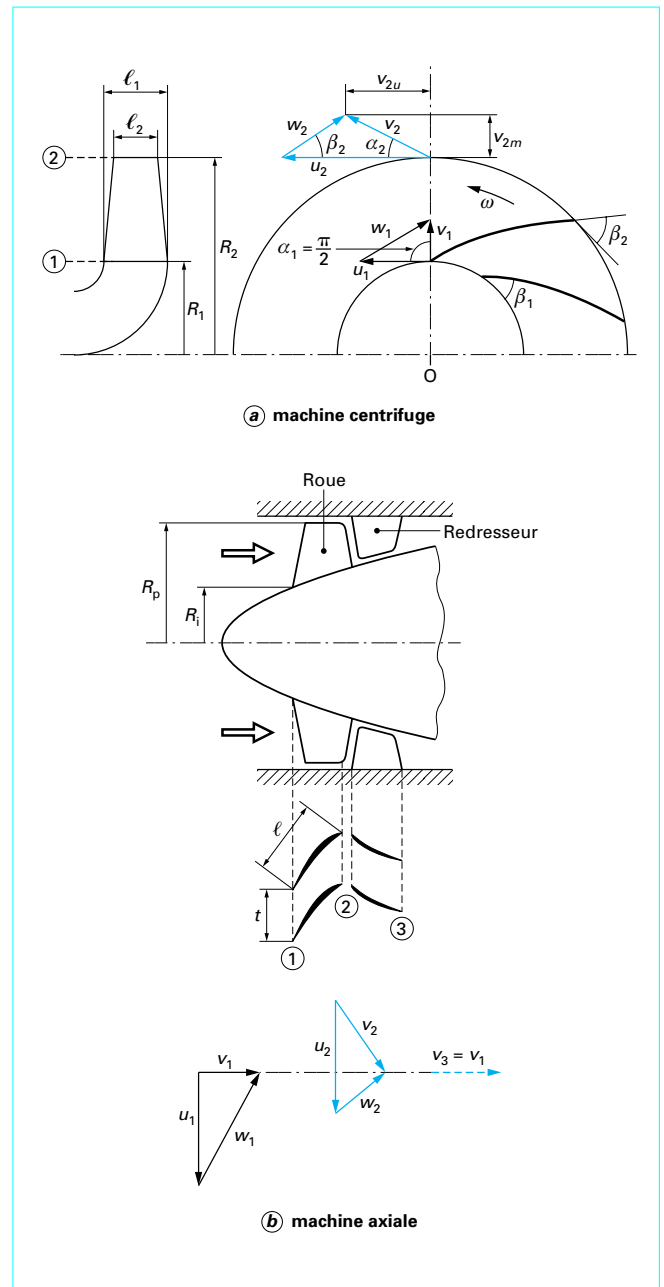 ℓ₁
ℓ₂
②
①
R₁
R₂
v₂ᵤ
w₂
v₂
β₂
α₂
u₂
v₂ₘ
ω
w₁
v₁
α₁ = π/2
u₁
β₂
β₁
O
ⓐ machine centrifuge
Roue
Redresseur
Rₚ
Rᵢ
ℓ
t
①
②
③
v₁
u₁
w₁
v₂
u₂
w₂
v₃ = v₁
ⓑ machine axiale